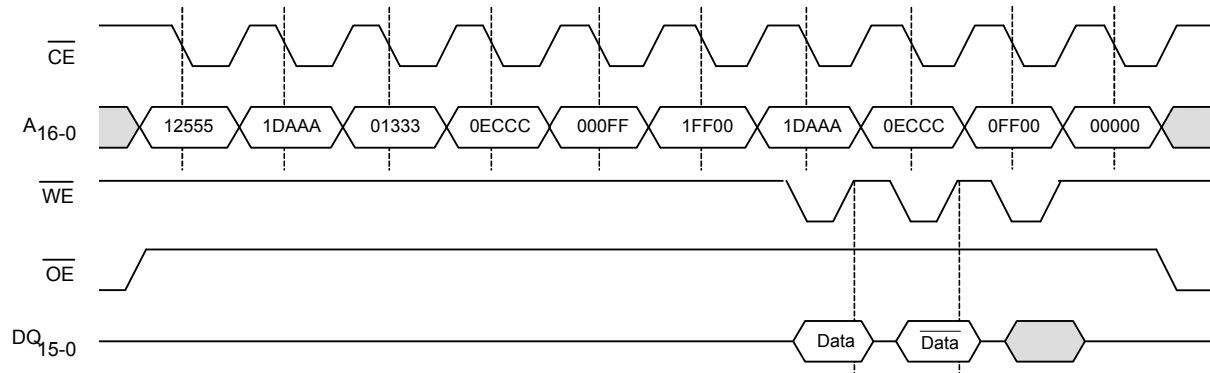 CE
A16-0 12555 1DAAA 01333 0ECCC 000FF 1FF00 1DAAA 0ECCC 0FF00 00000
WE
OE
DQ15-0 Data Data